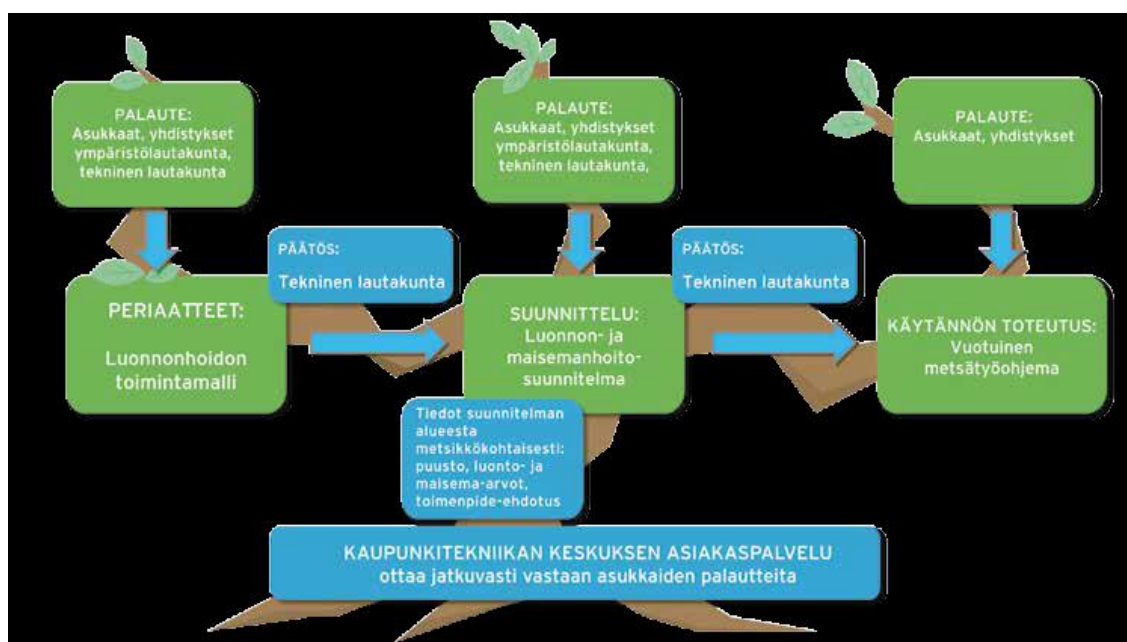 PALAUTE:
Asukkaat, yhdistykset
ympäristölautakunta,
tekninen lautakunta
PALAUTE:
Asukkaat, yhdistykset
ympäristölautakunta,
tekninen lautakunta,
PALAUTE:
Asukkaat, yhdistykset
PÄÄTÖS:
Tekninen lautakunta
PÄÄTÖS:
Tekninen lautakunta
PERIAATTEET:
Luonnonhoidon
toimintamalli
SUUNNITTELU:
Luonnon- ja
maisemanhoito-
suunnitelma
KÄYTÄNNÖN TOTEUTUS:
Vuotuinen
metsätyöohjema
Tiedot suunnitelman
alueesta
metsikkökohtaisesti:
puusto, luonto- ja
maisema-arvot,
toimenpide-ehdotus
KAUPUNKITEKNIIKAN KESKUKSEN ASIAKASPALVELU
ottaa jatkuvasti vastaan asukkaiden palautteita